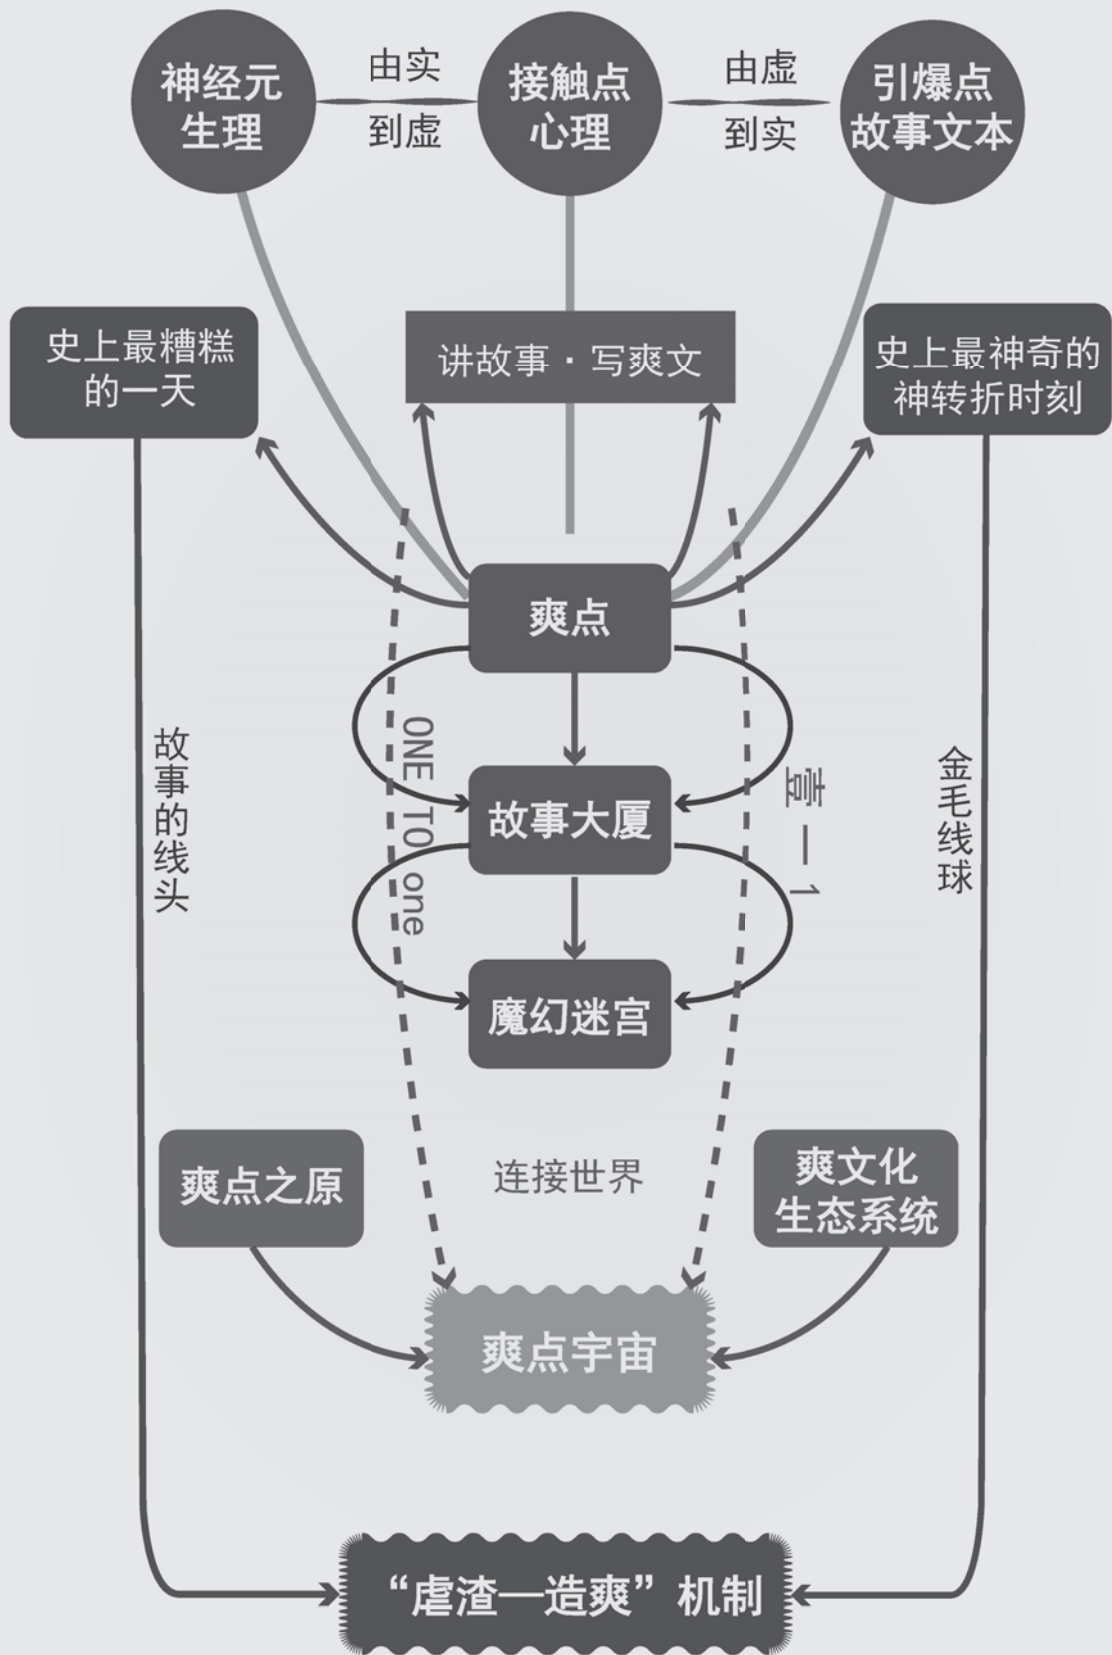 神经元
生理
由实
到虚
接触点
心理
由虚
到实
引爆点
故事文本
史上最糟糕
的一天
讲故事·写爽文
史上最神奇的
神转折时刻
爽点
故事的线头
ONE TO one
故事大厦
壹一1
金毛线球
魔幻迷宫
爽点之原
连接世界
爽文化
生态系统
爽点宇宙
“虐渣—造爽”机制